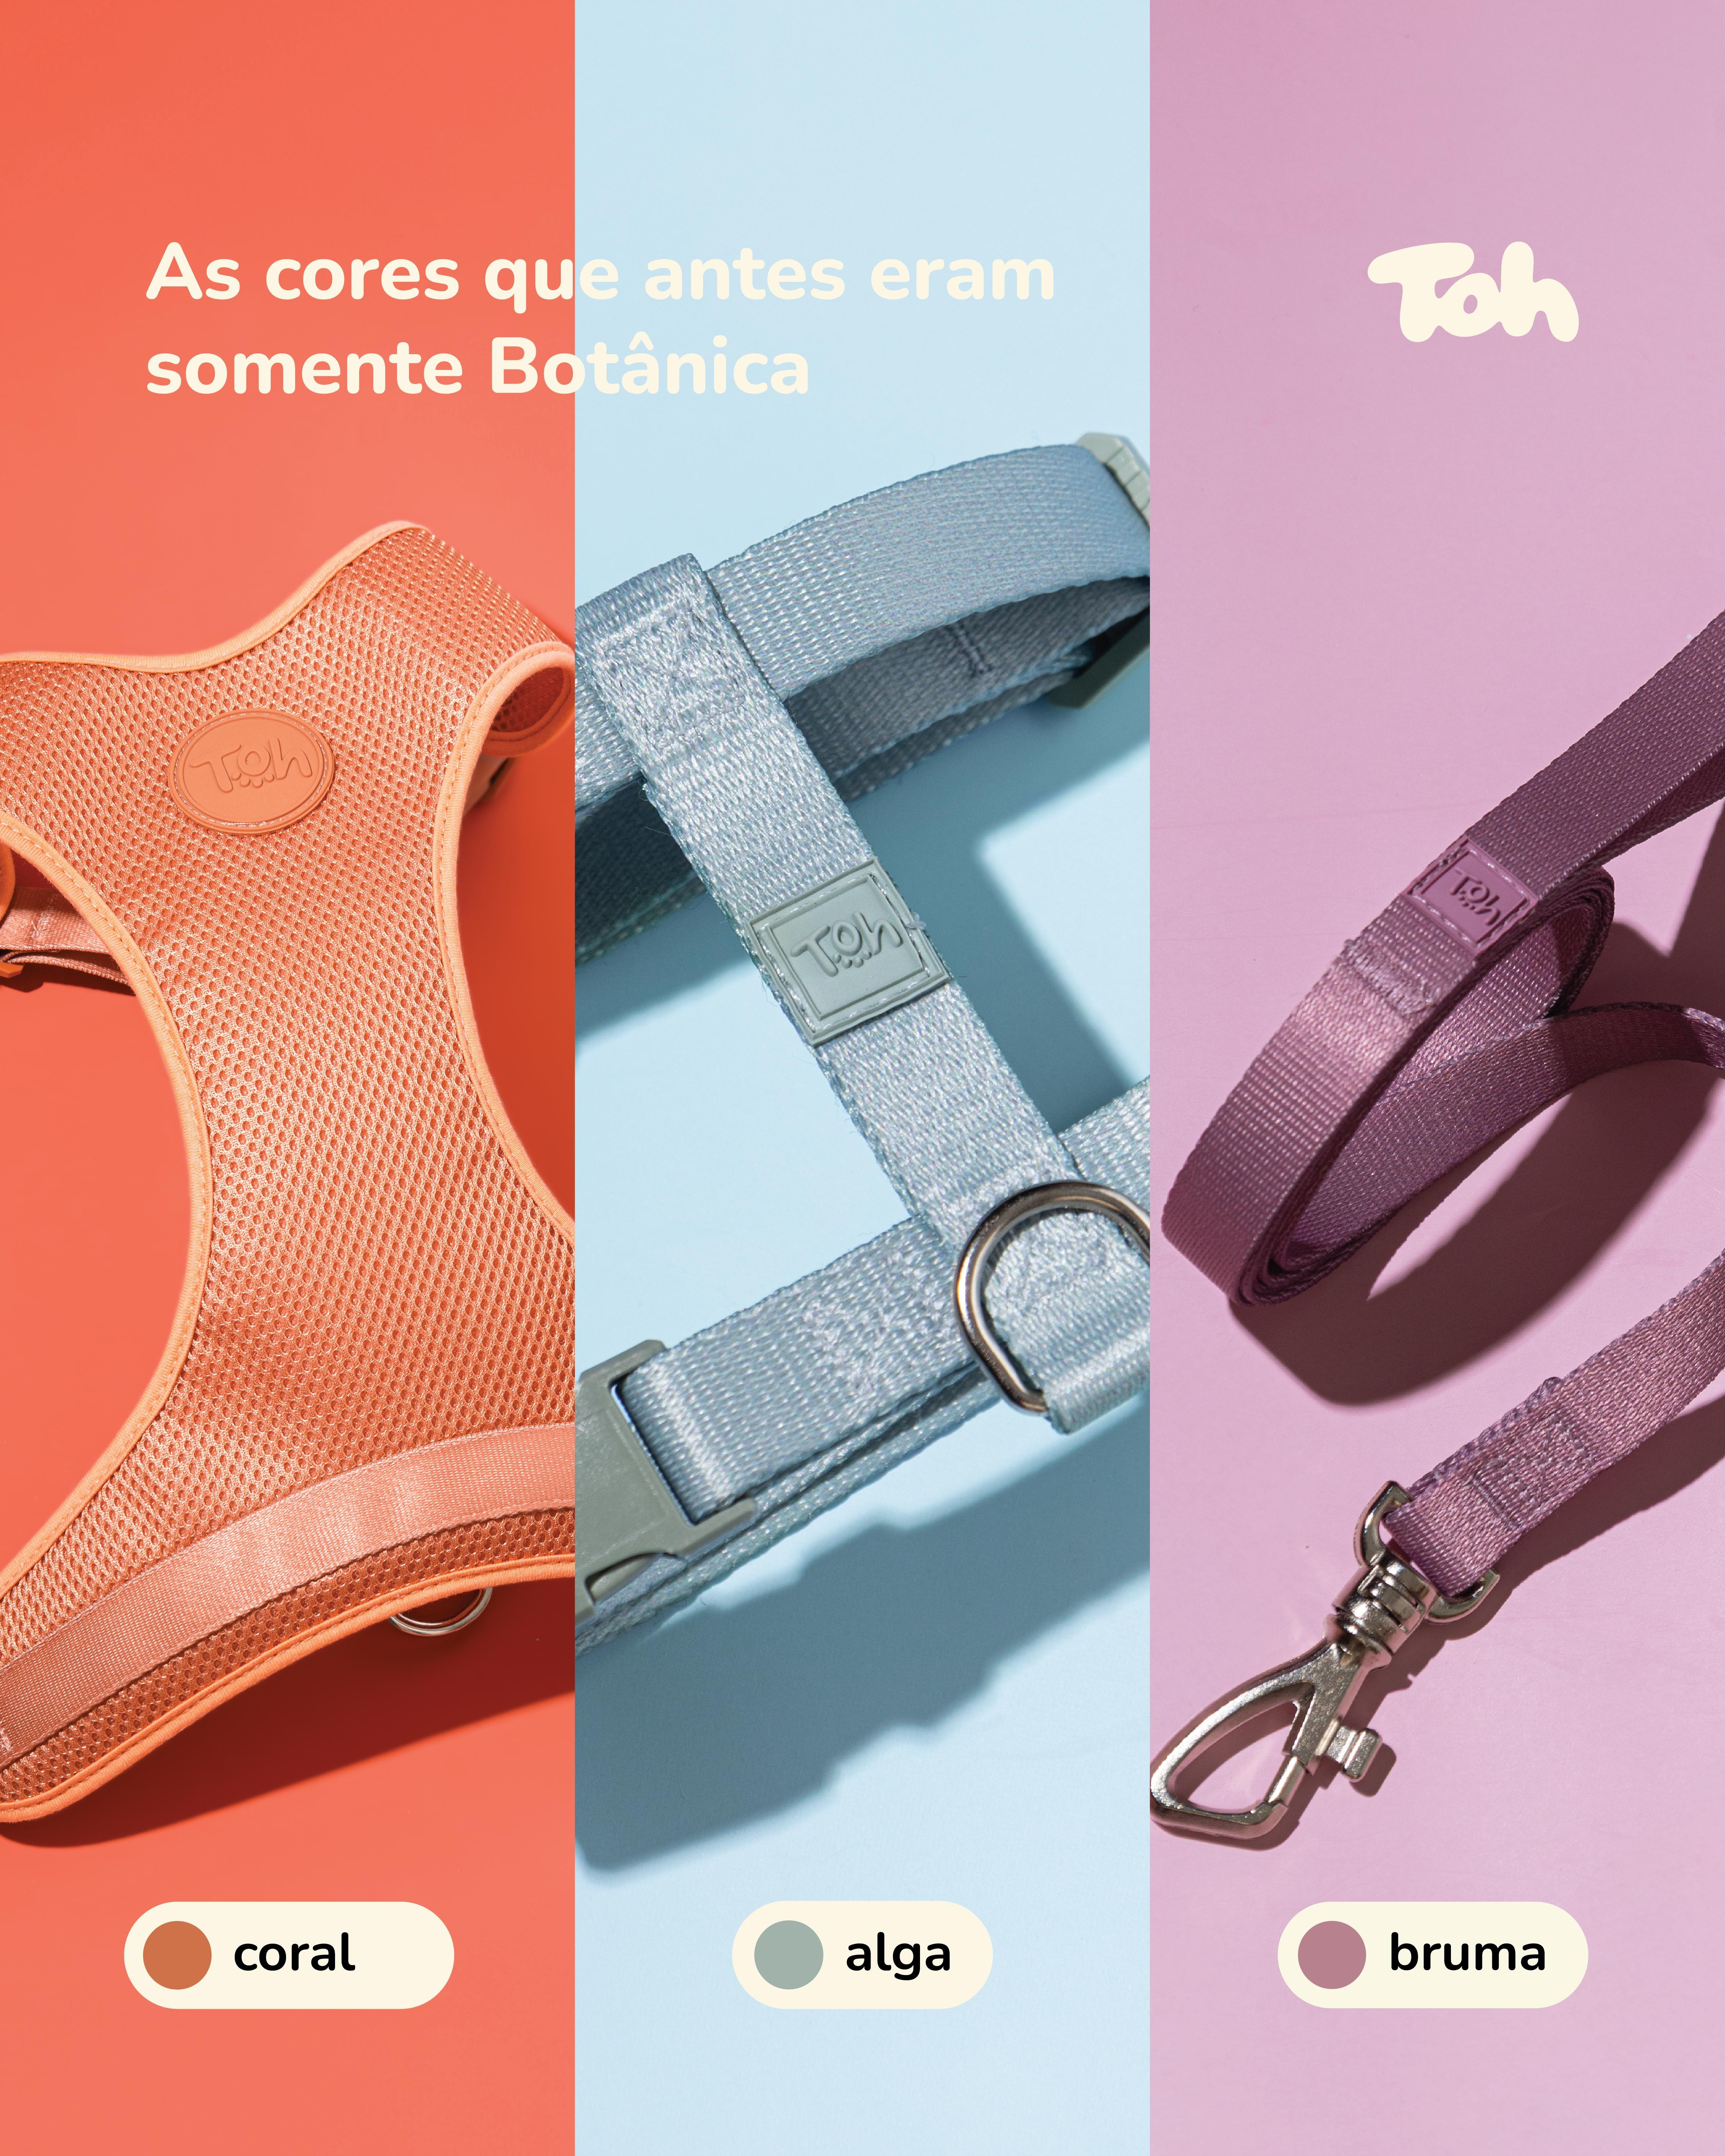 As cores que antes eram
somente Botânica
Toh
Toh
Toh
Toh
coral
alga
bruma